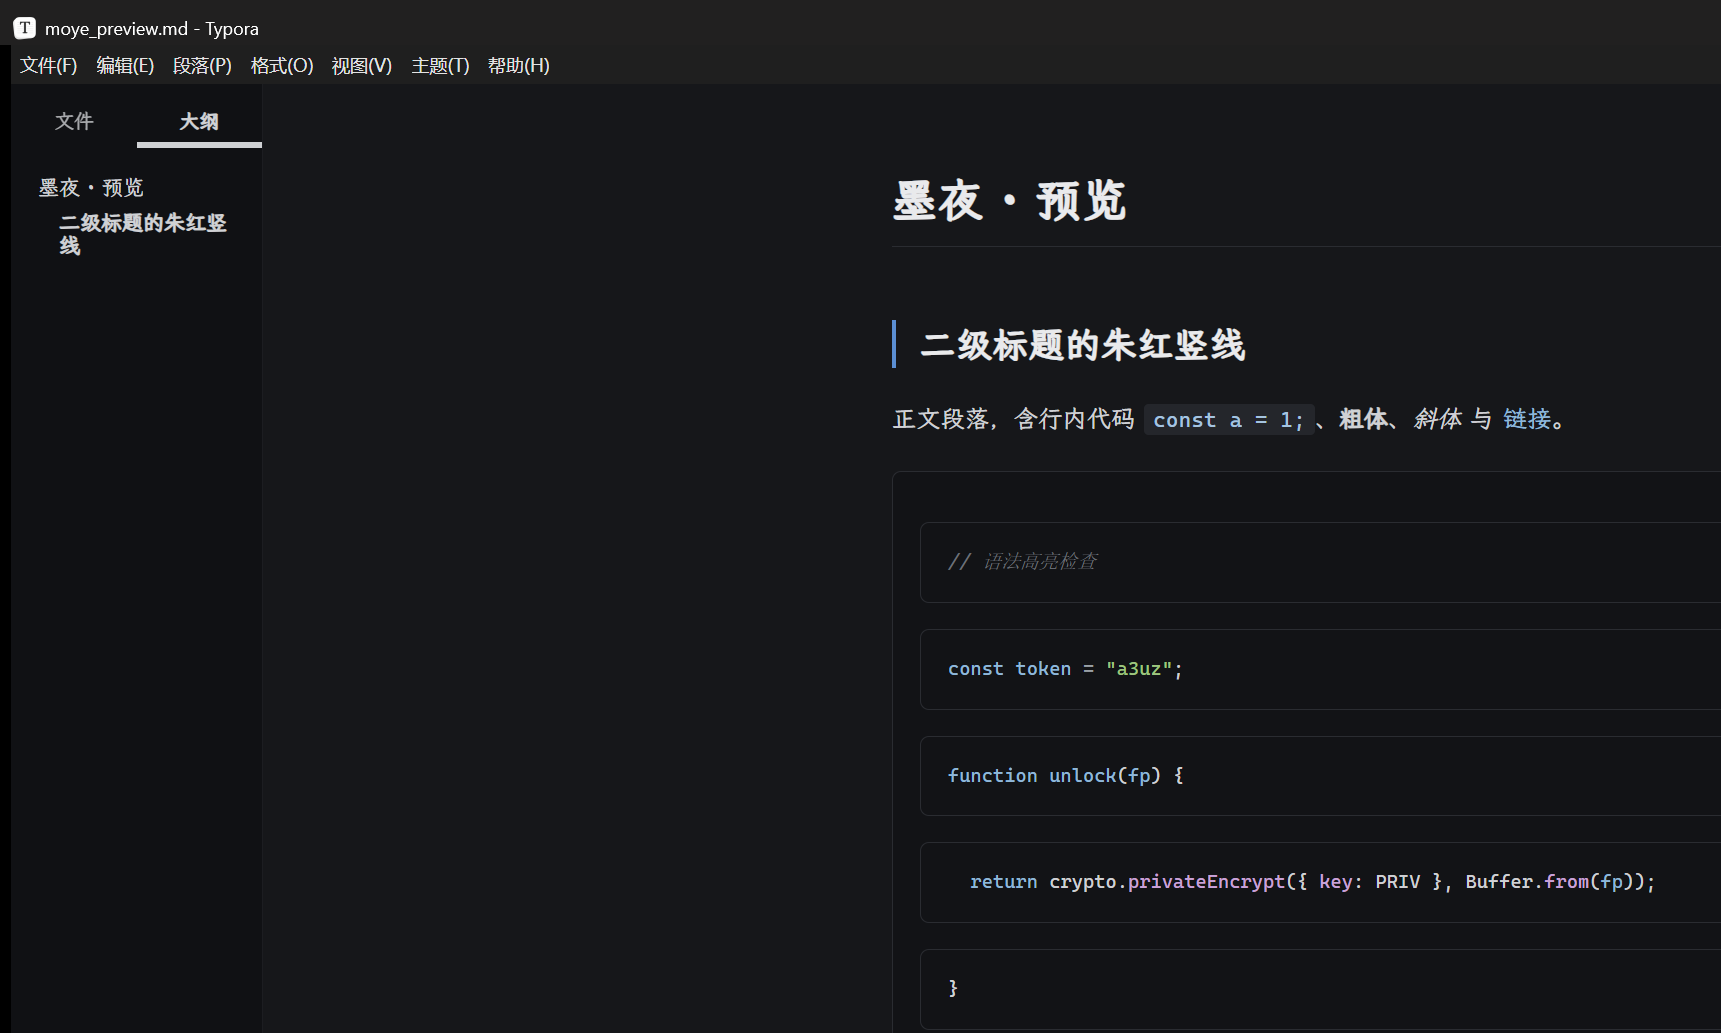 moye_preview.md - Typora
文件(F) 编辑(E) 段落(P) 格式(O) 视图(V) 主题(T) 帮助(H)
文件 大纲
墨夜 · 预览
二级标题的朱红竖
线
墨夜 · 预览
二级标题的朱红竖线
正文段落，含行内代码 const a = 1; 、粗体、斜体 与 链接。
// 语法高亮检查
const token = "a3uz";
function unlock(fp) {
  return crypto.privateEncrypt({ key: PRIV }, Buffer.from(fp));
}